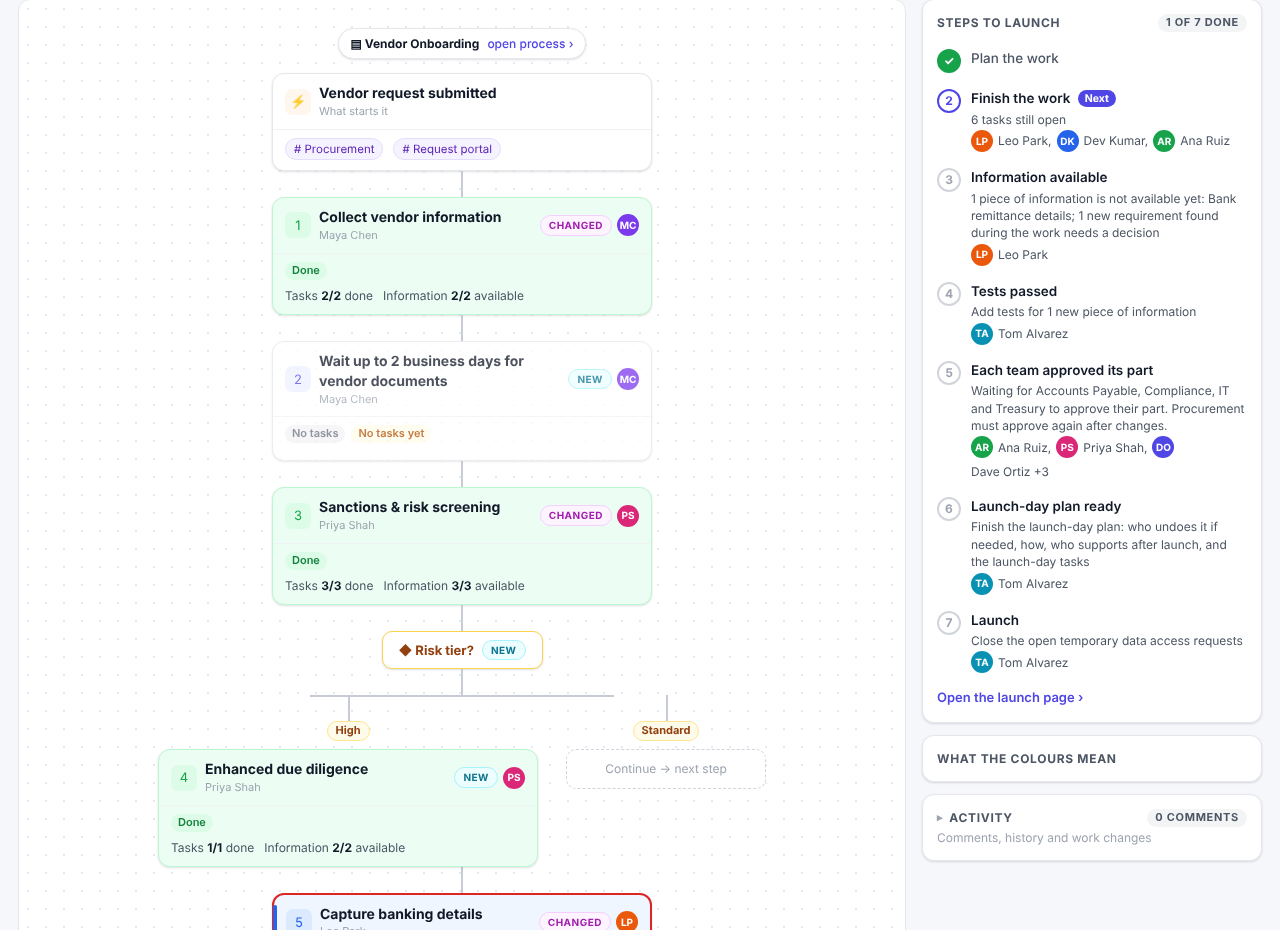 Vendor Onboarding open process ›
Vendor request submitted
What starts it
# Procurement # Request portal
1 Collect vendor information CHANGED MC
Maya Chen
Done
Tasks 2/2 done Information 2/2 available
Wait up to 2 business days for
2 vendor documents NEW MC
Maya Chen
No tasks No tasks yet
3 Sanctions & risk screening CHANGED PS
Priya Shah
Done
Tasks 3/3 done Information 3/3 available
Risk tier? NEW
High Standard
4 Enhanced due diligence NEW PS
Priya Shah
Continue → next step
Done
Tasks 1/1 done Information 2/2 available
5 Capture banking details CHANGED LP
Leo Park
STEPS TO LAUNCH 1 OF 7 DONE
Plan the work
2 Finish the work Next
6 tasks still open
LP Leo Park, DK Dev Kumar, AR Ana Ruiz
3 Information available
1 piece of information is not available yet: Bank
remittance details; 1 new requirement found
during the work needs a decision
LP Leo Park
4 Tests passed
Add tests for 1 new piece of information
TA Tom Alvarez
5 Each team approved its part
Waiting for Accounts Payable, Compliance, IT
and Treasury to approve their part. Procurement
must approve again after changes.
AR Ana Ruiz, PS Priya Shah, DO
Dave Ortiz +3
6 Launch-day plan ready
Finish the launch-day plan: who undoes it if
needed, how, who supports after launch, and
the launch-day tasks
TA Tom Alvarez
7 Launch
Close the open temporary data access requests
TA Tom Alvarez
Open the launch page ›
WHAT THE COLOURS MEAN
▸ ACTIVITY 0 COMMENTS
Comments, history and work changes